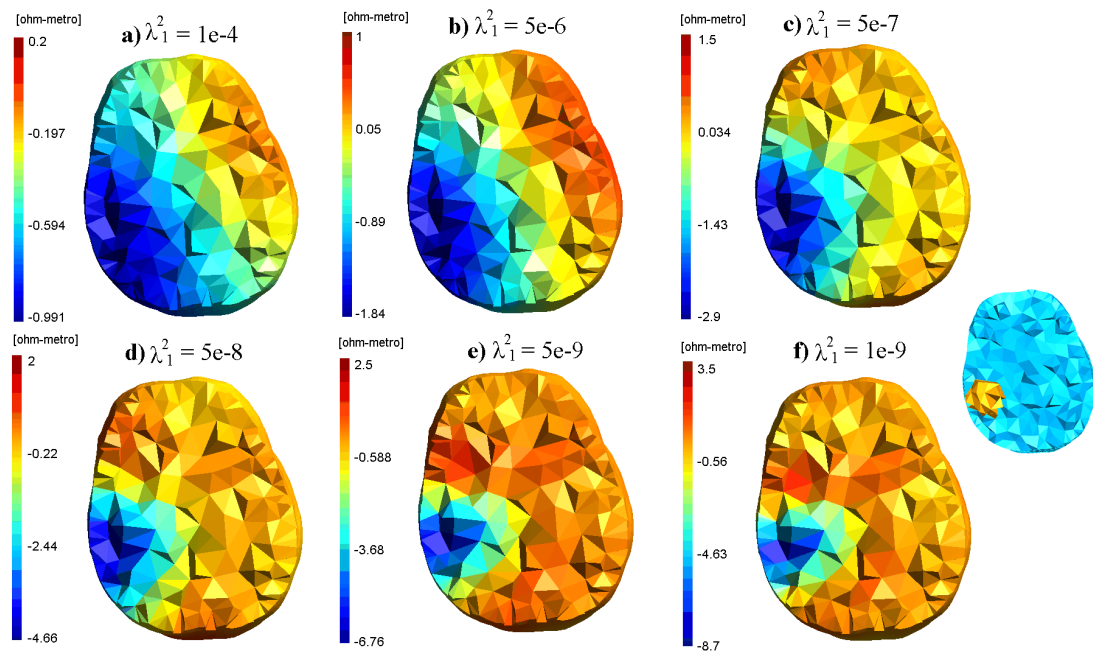 [ohm-metro]
a) λ²₁ = 1e-4
0.2
-0.197
-0.594
-0.991
[ohm-metro]
b) λ²₁ = 5e-6
1
0.05
-0.89
-1.84
[ohm-metro]
c) λ²₁ = 5e-7
1.5
0.034
-1.43
-2.9
[ohm-metro]
d) λ²₁ = 5e-8
2
-0.22
-2.44
-4.66
[ohm-metro]
e) λ²₁ = 5e-9
2.5
-0.588
-3.68
-6.76
[ohm-metro]
f) λ²₁ = 1e-9
3.5
-0.56
-4.63
-8.7